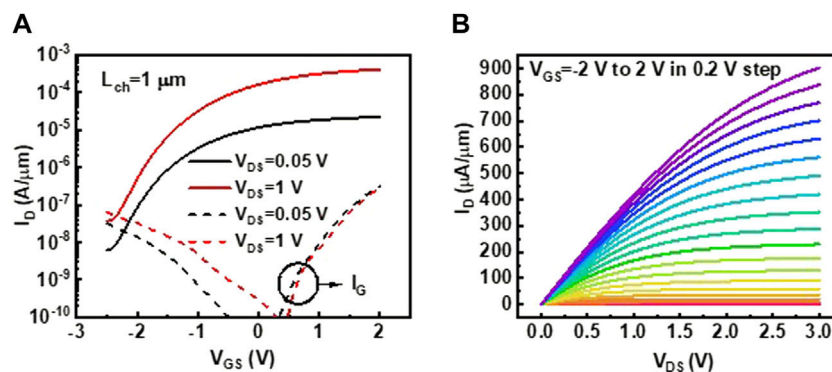 A
10⁻³
10⁻⁴
10⁻⁵
10⁻⁶
10⁻⁷
10⁻⁸
10⁻⁹
10⁻¹⁰
I_D (A/μm)
L_ch=1 μm
V_DS=0.05 V
V_DS=1 V
V_DS=0.05 V
V_DS=1 V
I_G
-3 -2 -1 0 1 2 3
V_GS (V)
B
V_GS=-2 V to 2 V in 0.2 V step
900
800
700
600
500
400
300
200
100
0
I_D (μA/μm)
0.0 0.5 1.0 1.5 2.0 2.5 3.0
V_DS (V)